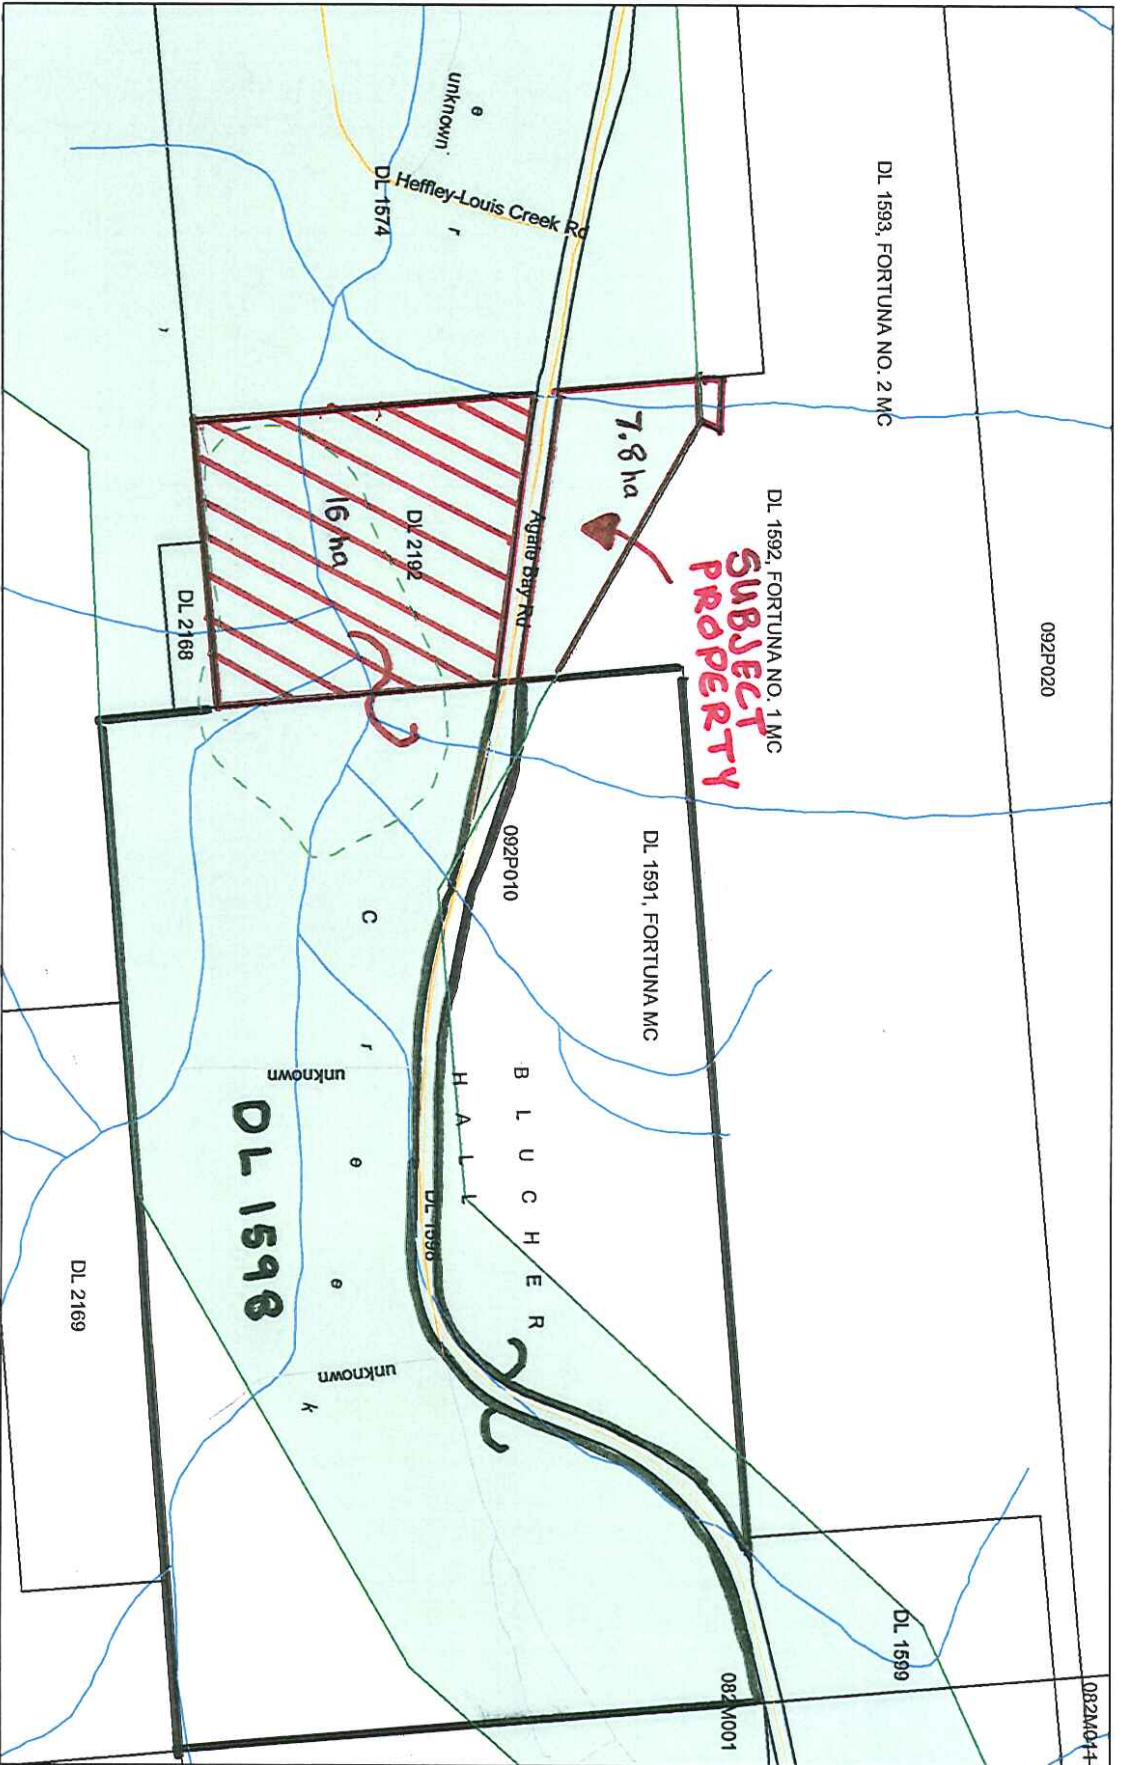 092P020
082M011
DL 1593, FORTUNA NO. 2 MC
DL 1592, FORTUNA NO. 1 MC
SUBJECT
PROPERTY
DL 1591, FORTUNA MC
DL 1599
082M001
7.8 ha
Agate Bay Rd
092P010
BLUCHER
HALL
DL 1598
unknown
Heffley-Louis Creek Rd
DL 1574
e
r
DL 2192
16 ha
C
r
e
e
k
unknown
unknown
DL 1598
DL 2168
DL 2169